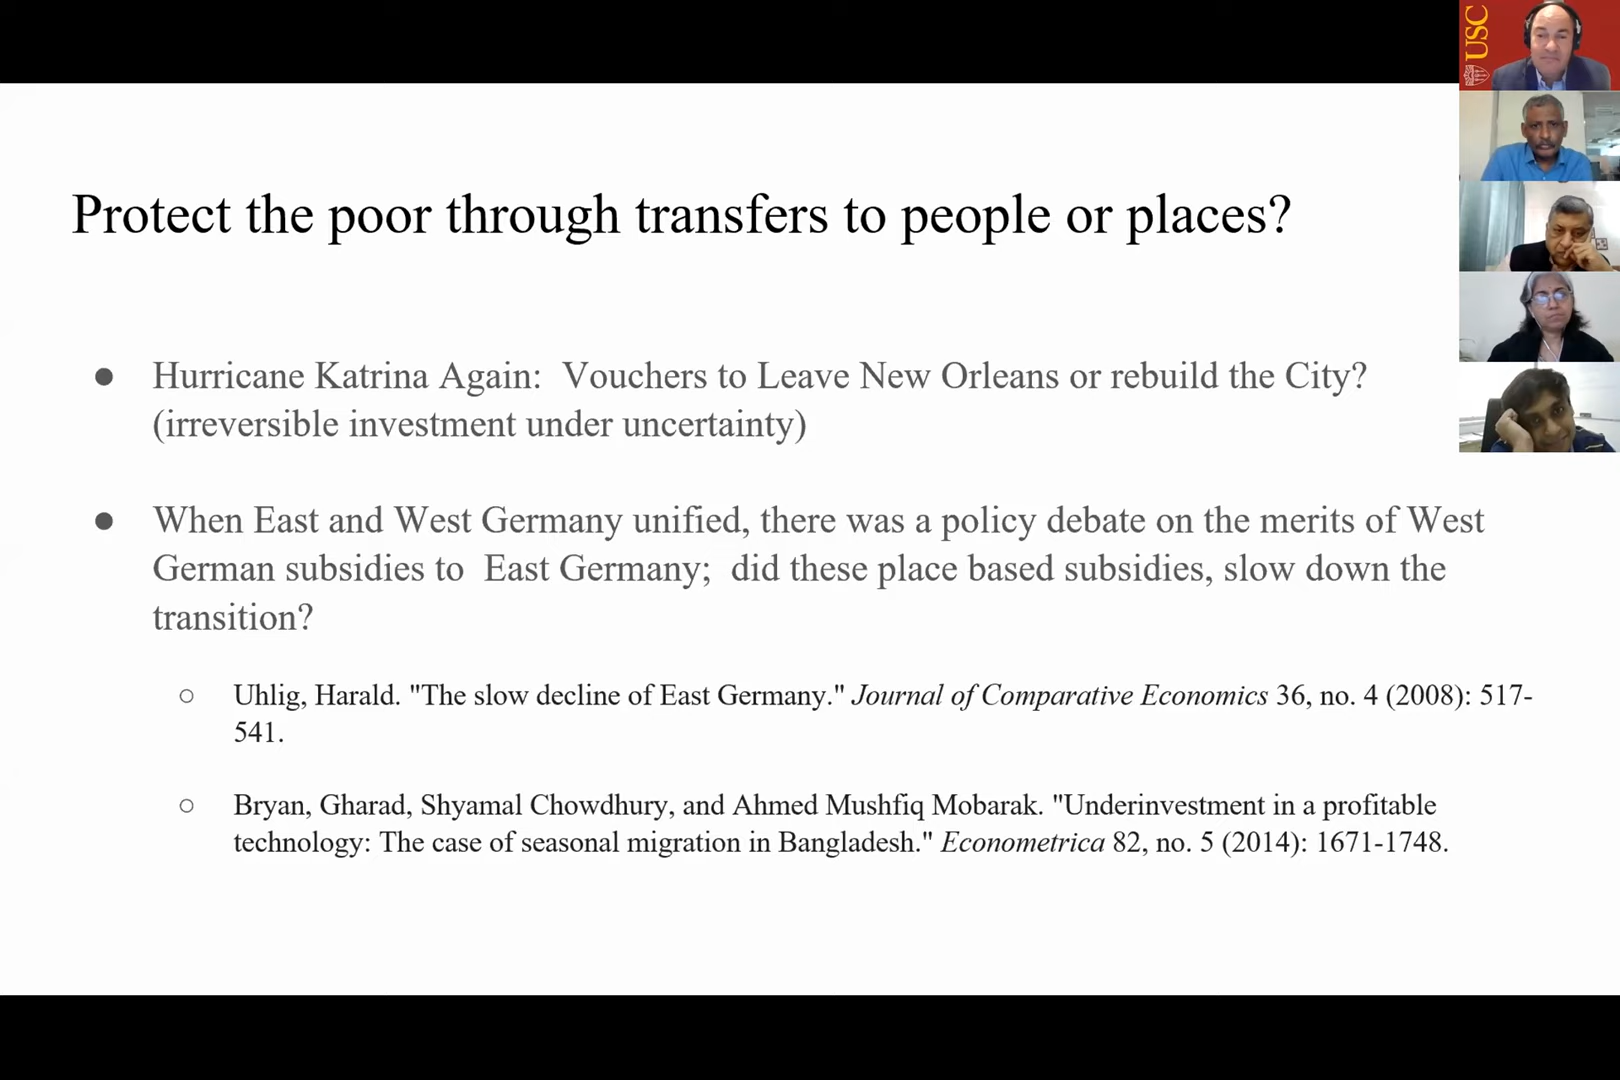 USC
Protect the poor through transfers to people or places?
● Hurricane Katrina Again:  Vouchers to Leave New Orleans or rebuild the City?
(irreversible investment under uncertainty)
● When East and West Germany unified, there was a policy debate on the merits of West
German subsidies to  East Germany;  did these place based subsidies, slow down the
transition?
○ Uhlig, Harald. "The slow decline of East Germany." Journal of Comparative Economics 36, no. 4 (2008): 517-
541.
○ Bryan, Gharad, Shyamal Chowdhury, and Ahmed Mushfiq Mobarak. "Underinvestment in a profitable
technology: The case of seasonal migration in Bangladesh." Econometrica 82, no. 5 (2014): 1671-1748.